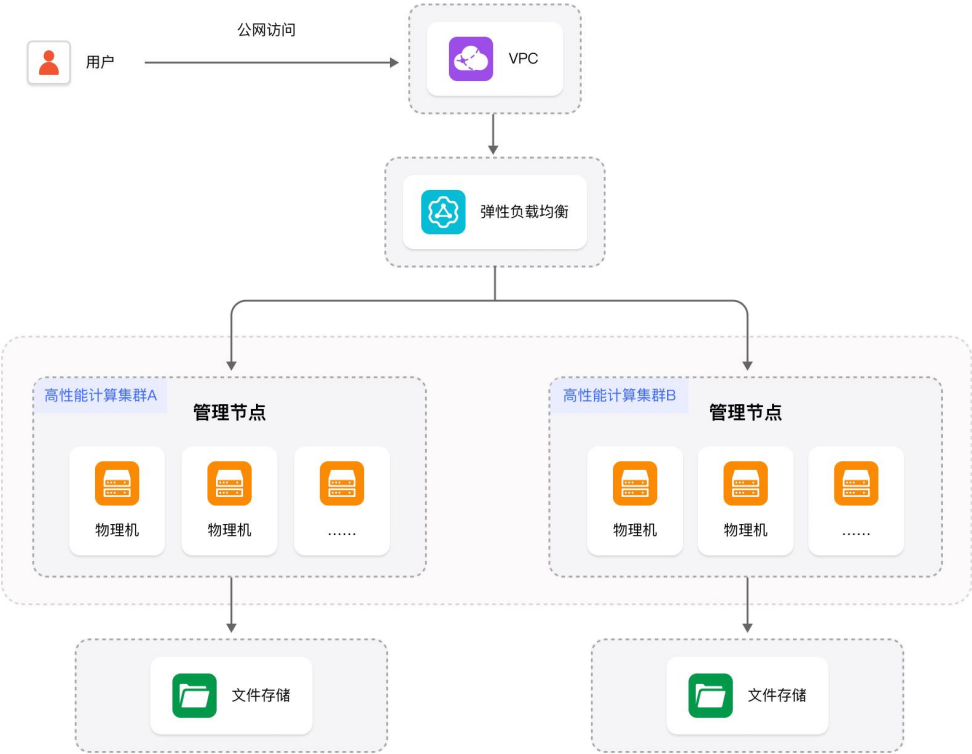 公网访问
用户
VPC
弹性负载均衡
高性能计算集群A
管理节点
物理机
物理机
……
高性能计算集群B
管理节点
物理机
物理机
……
文件存储
文件存储